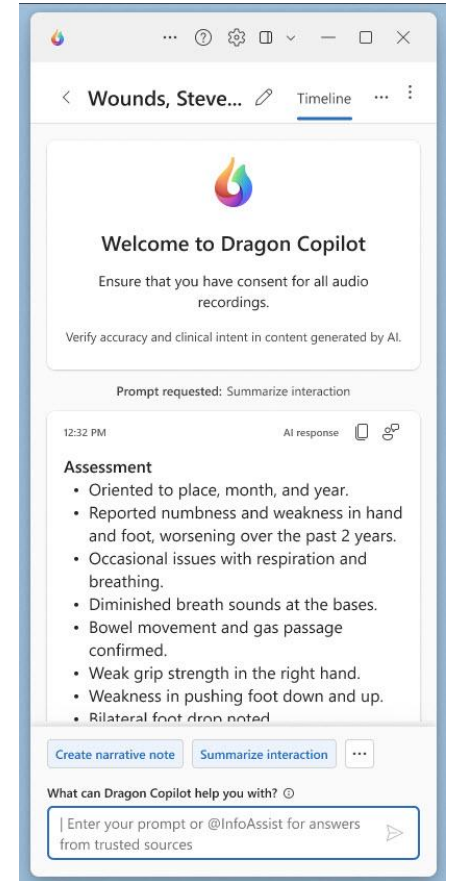 Wounds, Steve...
Timeline
Welcome to Dragon Copilot
Ensure that you have consent for all audio
recordings.
Verify accuracy and clinical intent in content generated by AI.
Prompt requested: Summarize interaction
12:32 PM
AI response
Assessment
• Oriented to place, month, and year.
• Reported numbness and weakness in hand
and foot, worsening over the past 2 years.
• Occasional issues with respiration and
breathing.
• Diminished breath sounds at the bases.
• Bowel movement and gas passage
confirmed.
• Weak grip strength in the right hand.
• Weakness in pushing foot down and up.
• Bilateral foot drop noted
Create narrative note
Summarize interaction
What can Dragon Copilot help you with?
Enter your prompt or @InfoAssist for answers
from trusted sources